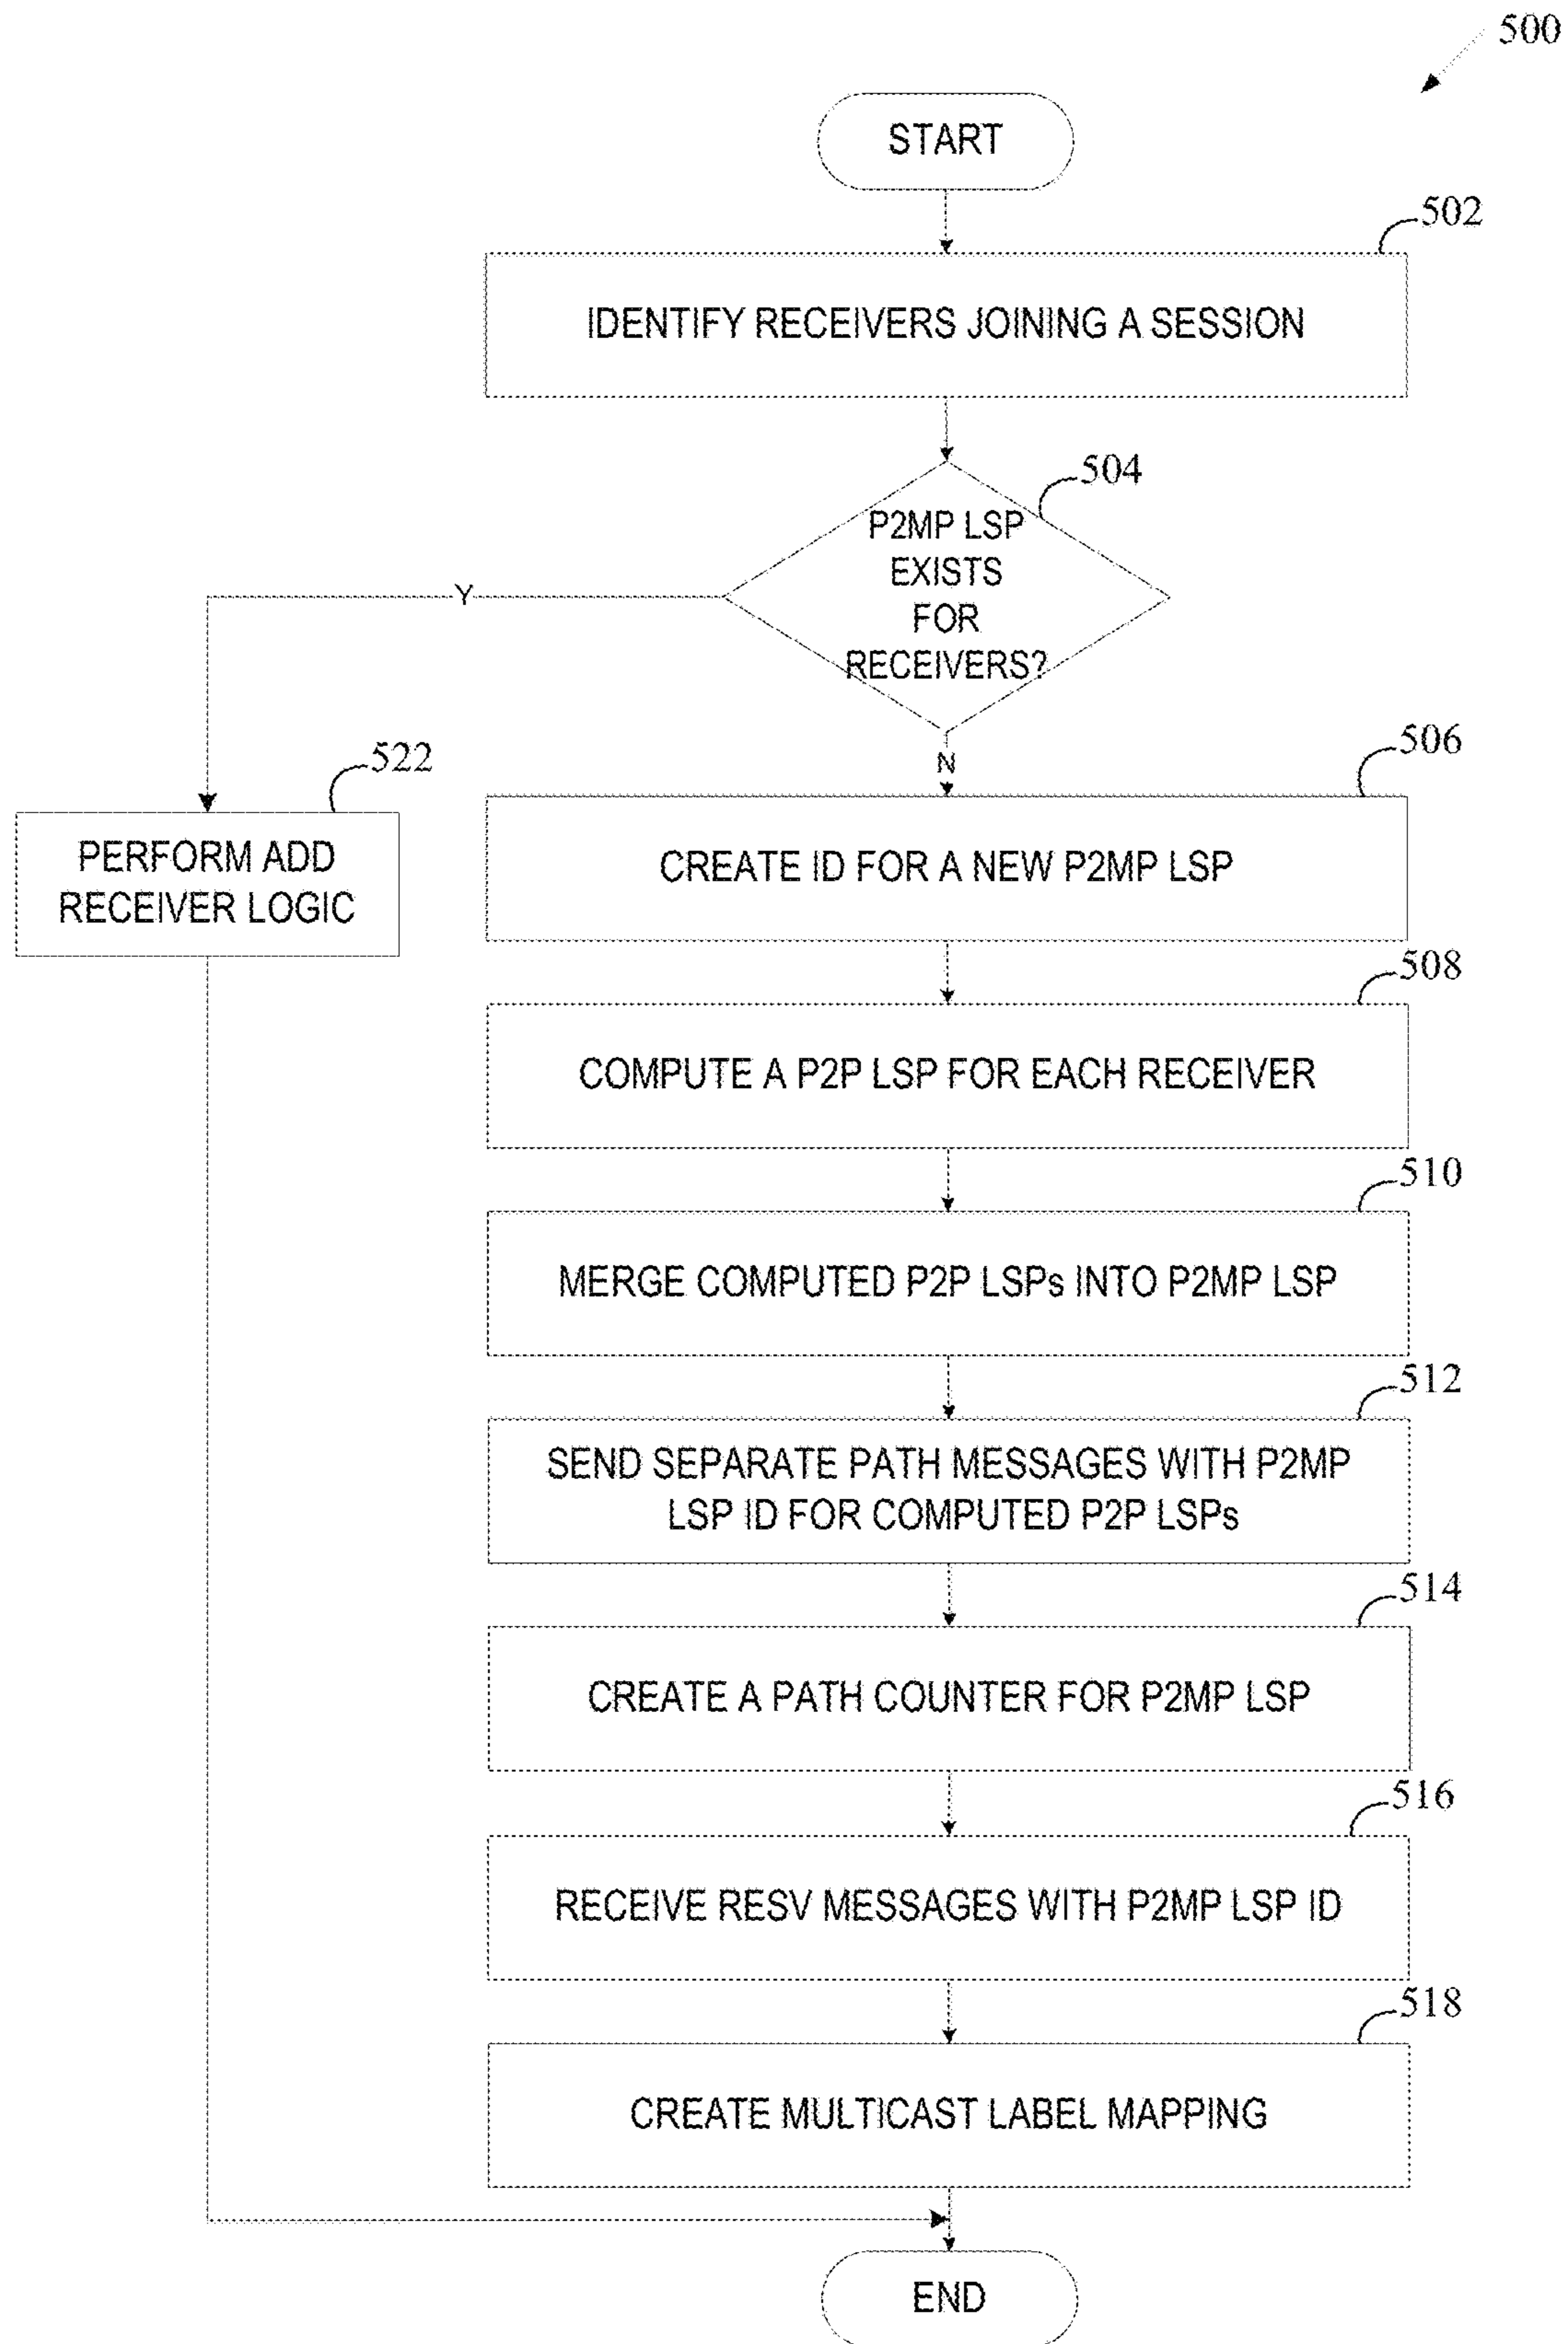 500
START
502
IDENTIFY RECEIVERS JOINING A SESSION
504
P2MP LSP
EXISTS
FOR
RECEIVERS?
Y
N
522
PERFORM ADD
RECEIVER LOGIC
506
CREATE ID FOR A NEW P2MP LSP
508
COMPUTE A P2P LSP FOR EACH RECEIVER
510
MERGE COMPUTED P2P LSPs INTO P2MP LSP
512
SEND SEPARATE PATH MESSAGES WITH P2MP
LSP ID FOR COMPUTED P2P LSPs
514
CREATE A PATH COUNTER FOR P2MP LSP
516
RECEIVE RESV MESSAGES WITH P2MP LSP ID
518
CREATE MULTICAST LABEL MAPPING
END